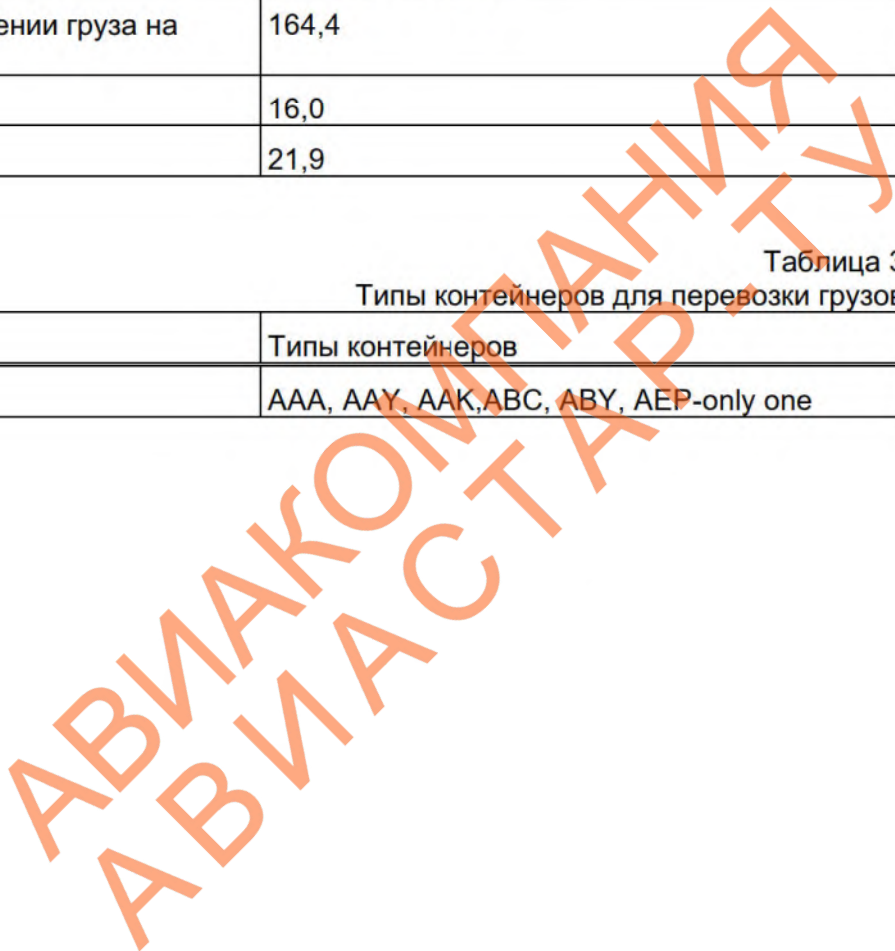 ении груза на 164,4
16,0
21,9
Таблица 3
Типы контейнеров для перевозки грузов
Типы контейнеров
AAA, AAY, AAK,ABC, ABY, AEP-only one
АВИАКОМПАНИЯ
АВИАСТАР-ТУ